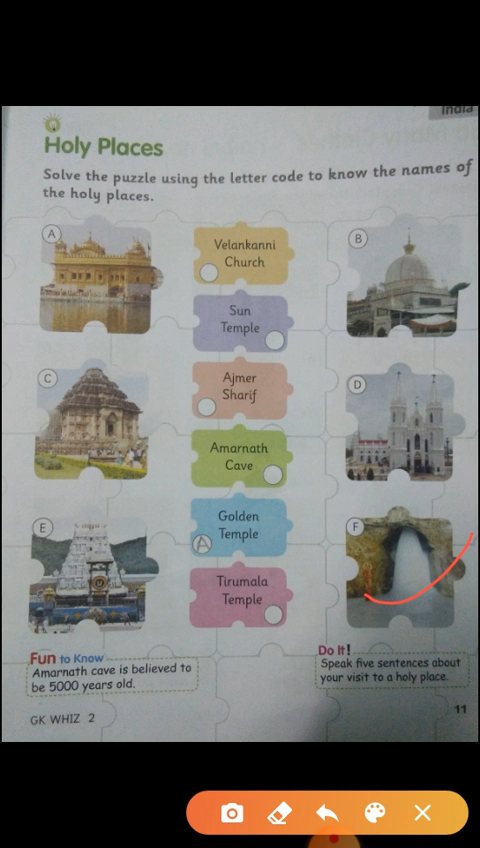 India
Holy Places
Solve the puzzle using the letter code to know the names of
the holy places.
A
Velankanni
Church
B
Sun
Temple
C
Ajmer
Sharif
D
Amarnath
Cave
E
Golden
Temple
A
F
Tirumala
Temple
Fun to Know
Amarnath cave is believed to
be 5000 years old.
Do It!
Speak five sentences about
your visit to a holy place.
GK WHIZ 2
11